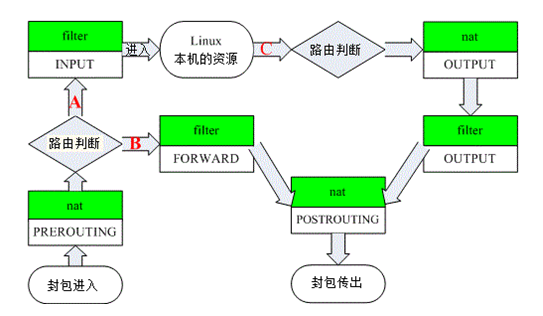 filter
INPUT
进入
Linux
本机的资源
C
路由判断
nat
OUTPUT
A
路由判断
B
filter
FORWARD
filter
OUTPUT
nat
PREROUTING
nat
POSTROUTING
封包进入
封包传出